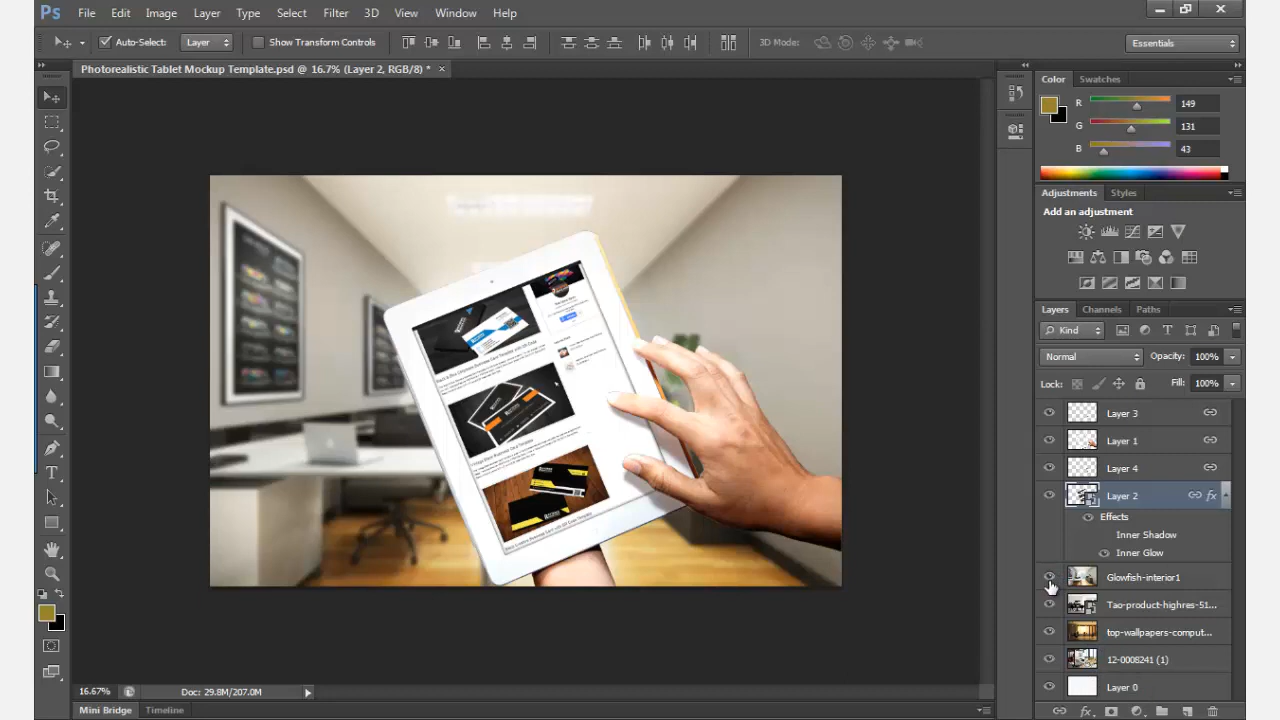 Ps File Edit Image Layer Type Select Filter 3D View Window Help
Auto-Select: Layer Show Transform Controls 3D Mode: Essentials
Photorealistic Tablet Mockup Template.psd @ 16.7% (Layer 2, RGB/8) * ×
Color Swatches
R 149
G 131
B 43
Adjustments Styles
Add an adjustment
Layers Channels Paths
Kind
Normal Opacity: 100%
Lock: Fill: 100%
Layer 3
Layer 1
Layer 4
Layer 2 fx
Effects
Inner Shadow
Inner Glow
Glowfish-interior1
Tao-product-highres-51...
top-wallpapers-comput...
12-0008241 (1)
Layer 0
16.67% Doc: 29.8M/207.0M
Mini Bridge Timeline